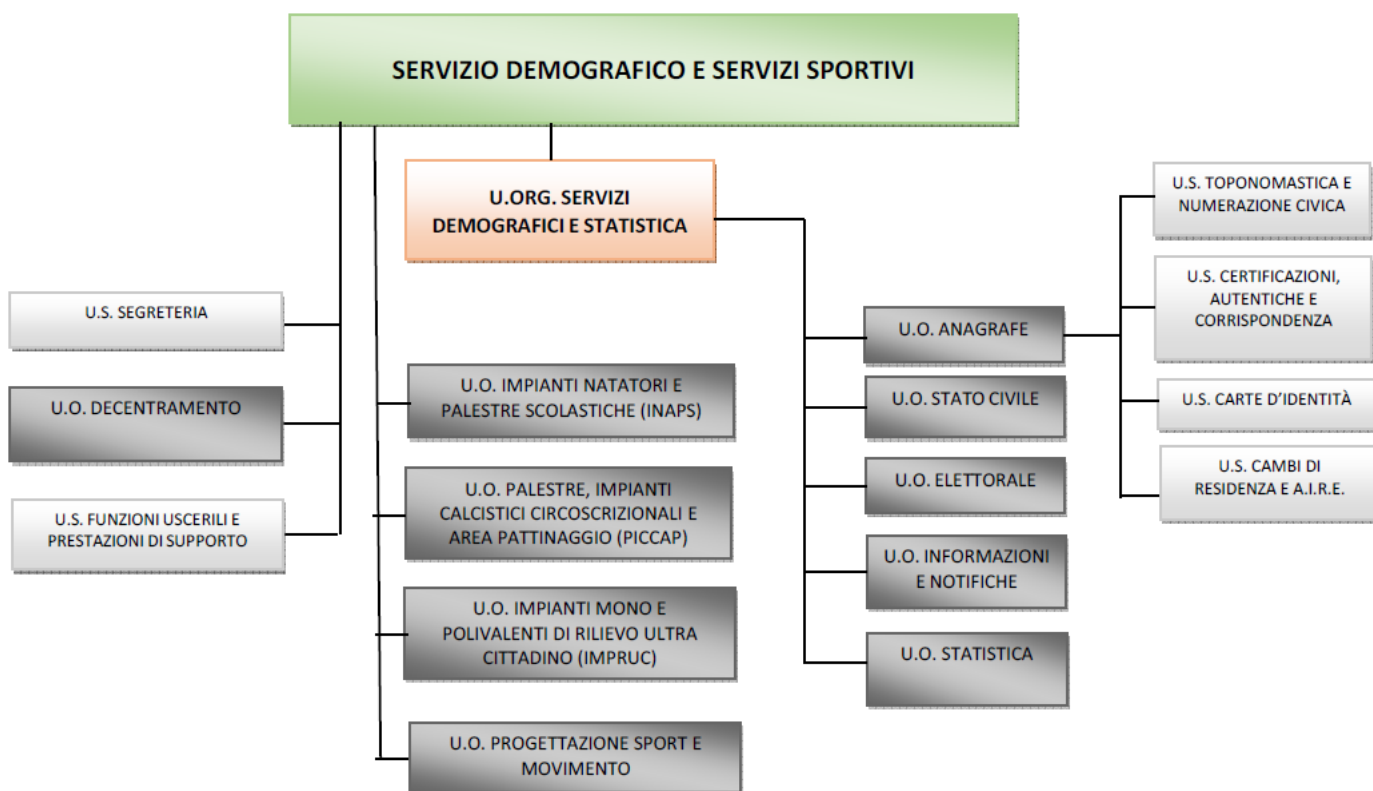 SERVIZIO DEMOGRAFICO E SERVIZI SPORTIVI
U.ORG. SERVIZI
DEMOGRAFICI E STATISTICA
U.S. SEGRETERIA
U.O. DECENTRAMENTO
U.S. FUNZIONI USCERILI E
PRESTAZIONI DI SUPPORTO
U.O. IMPIANTI NATATORI E
PALESTRE SCOLASTICHE (INAPS)
U.O. PALESTRE, IMPIANTI
CALCISTICI CIRCOSCRIZIONALI E
AREA PATTINAGGIO (PICCAP)
U.O. IMPIANTI MONO E
POLIVALENTI DI RILIEVO ULTRA
CITTADINO (IMPRUC)
U.O. PROGETTAZIONE SPORT E
MOVIMENTO
U.O. ANAGRAFE
U.O. STATO CIVILE
U.O. ELETTORALE
U.O. INFORMAZIONI
E NOTIFICHE
U.O. STATISTICA
U.S. TOPONOMASTICA E
NUMERAZIONE CIVICA
U.S. CERTIFICAZIONI,
AUTENTICHE E
CORRISPONDENZA
U.S. CARTE D'IDENTITÀ
U.S. CAMBI DI
RESIDENZA E A.I.R.E.